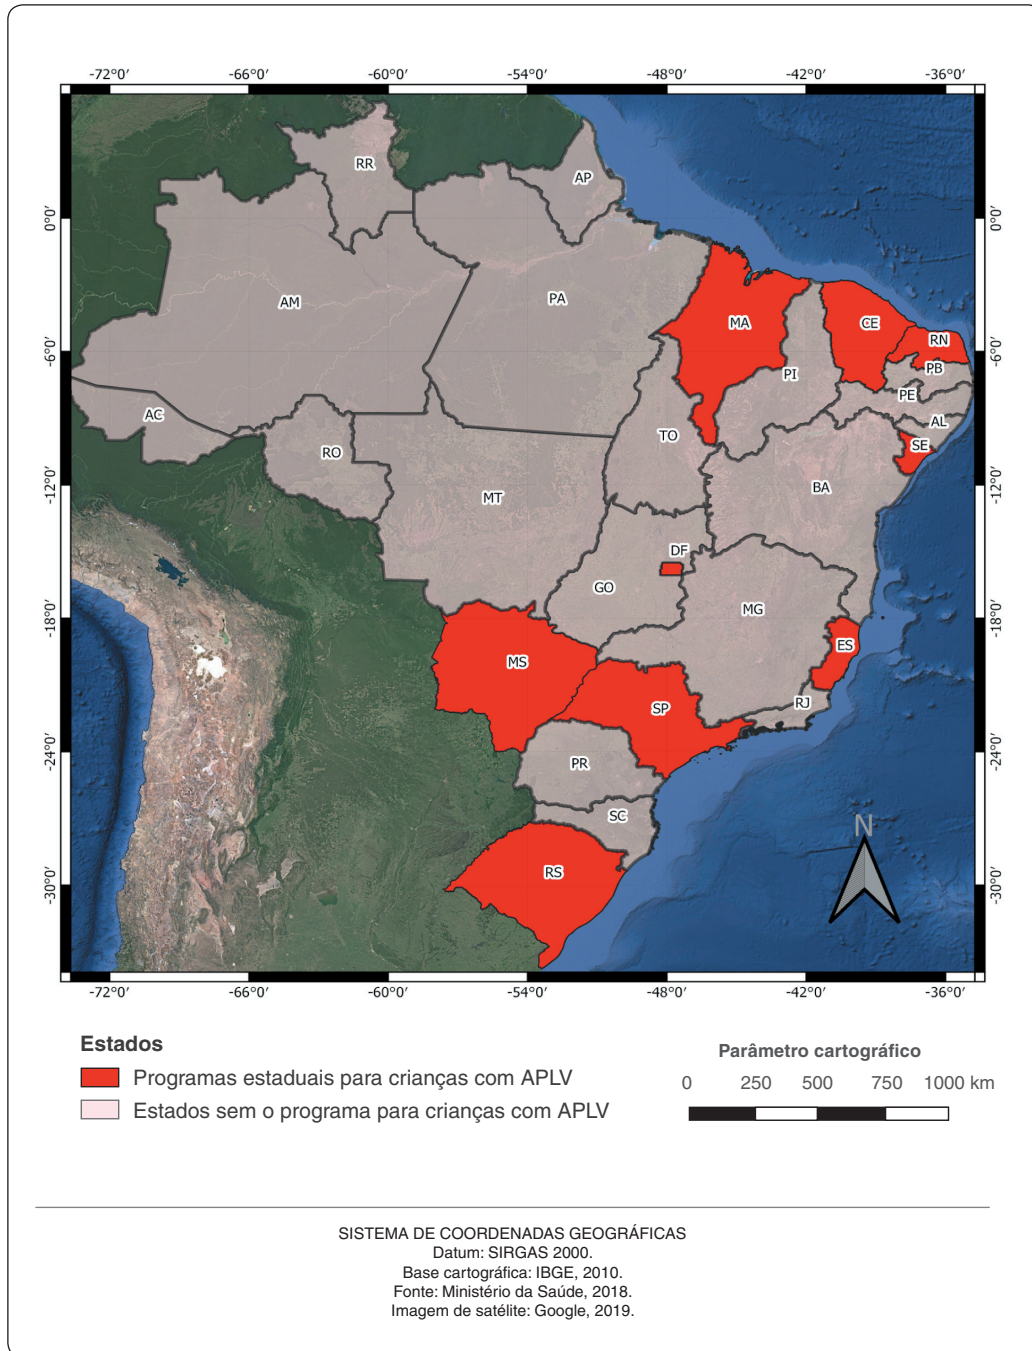 -72°0' -66°0' -60°0' -54°0' -48°0' -42°0' -36°0'
0°0' 0°0'
-6°0' -6°0'
-12°0' -12°0'
-18°0' -18°0'
-24°0' -24°0'
-30°0' -30°0'
RR
AP
AM
PA
MA
CE
RN
PB
PI
PE
AC
AL
TO
SE
RO
BA
MT
DF
GO
MG
ES
MS
RJ
SP
PR
SC
N
RS
-72°0' -66°0' -60°0' -54°0' -48°0' -42°0' -36°0'
Estados
Programas estaduais para crianças com APLV
Estados sem o programa para crianças com APLV
Parâmetro cartográfico
0 250 500 750 1000 km
SISTEMA DE COORDENADAS GEOGRÁFICAS
Datum: SIRGAS 2000.
Base cartográfica: IBGE, 2010.
Fonte: Ministério da Saúde, 2018.
Imagem de satélite: Google, 2019.